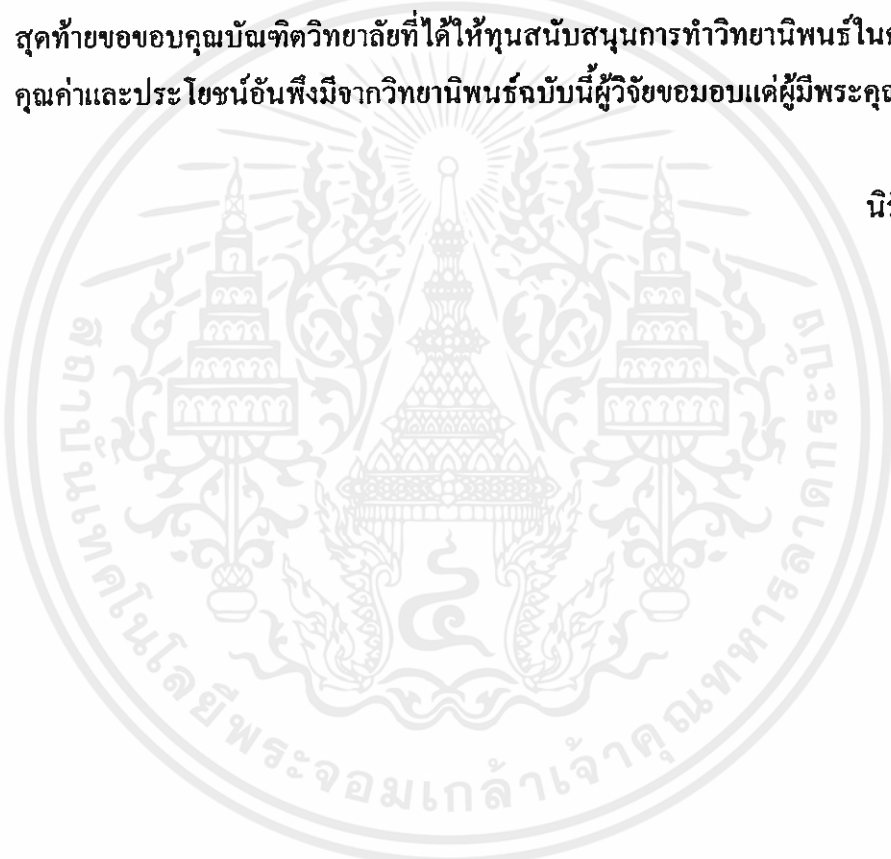 สุดท้ายขอขอบคุณบัณฑิตวิทยาลัยที่ได้ให้ทุนสนับสนุนการทำวิทยานิพนธ์ใน
คุณค่าและประโยชน์อันพึงมีจากวิทยานิพนธ์ฉบับนี้ผู้วิจัยขอมอบแด่ผู้มีพระคุณ
สถาบันเทคโนโลยีพระจอมเกล้าเจ้าคุณทหารลาดกระบัง
๔